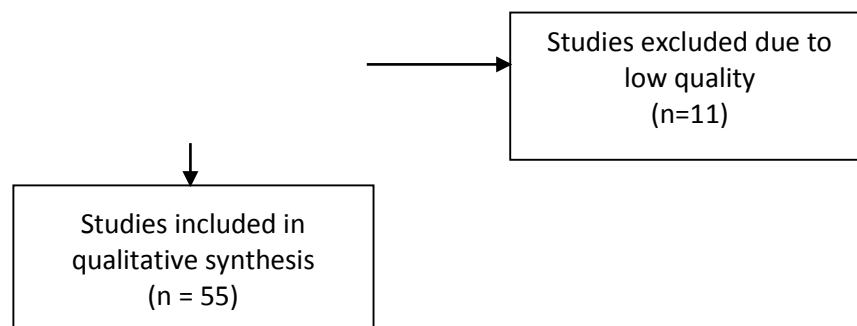 Studies excluded due to
low quality
(n=11)
Studies included in
qualitative synthesis
(n = 55)